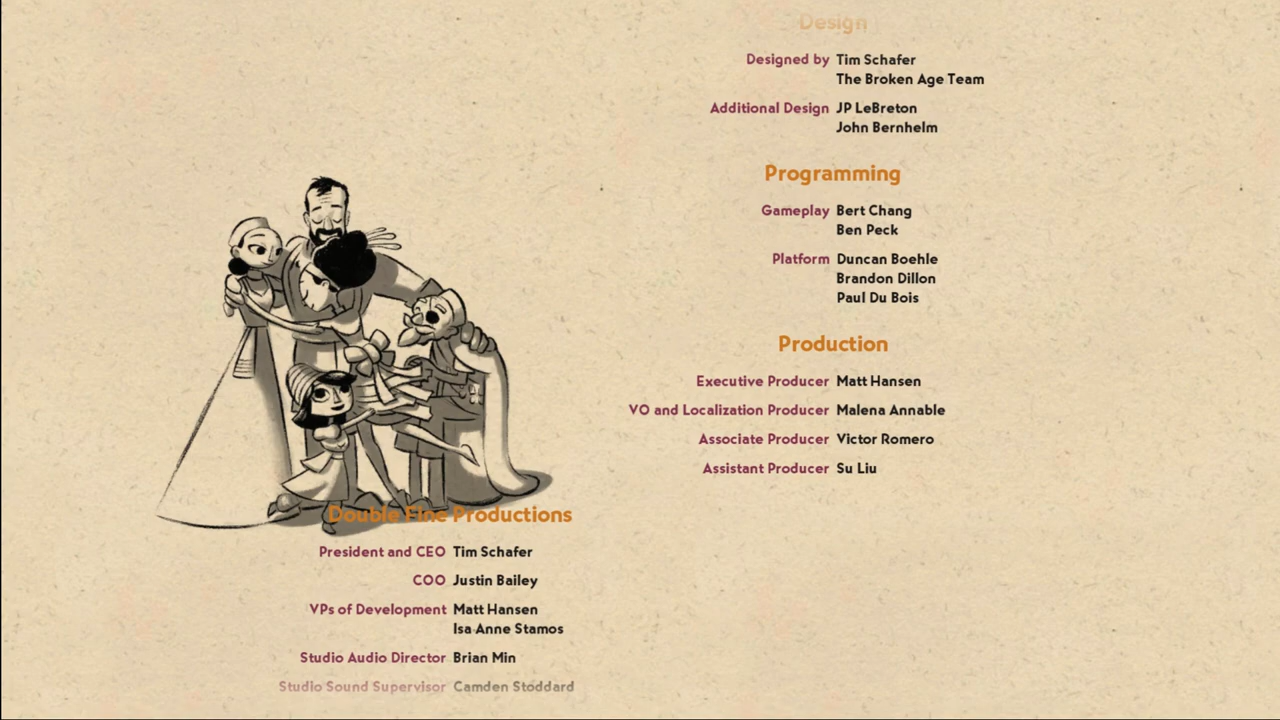 Design
Designed by Tim Schafer
The Broken Age Team
Additional Design JP LeBreton
John Bernhelm
Programming
Gameplay Bert Chang
Ben Peck
Platform Duncan Boehle
Brandon Dillon
Paul Du Bois
Production
Executive Producer Matt Hansen
VO and Localization Producer Malena Annable
Associate Producer Victor Romero
Assistant Producer Su Liu
Double Fine Productions
President and CEO Tim Schafer
COO Justin Bailey
VPs of Development Matt Hansen
Isa Anne Stamos
Studio Audio Director Brian Min
Studio Sound Supervisor Camden Stoddard